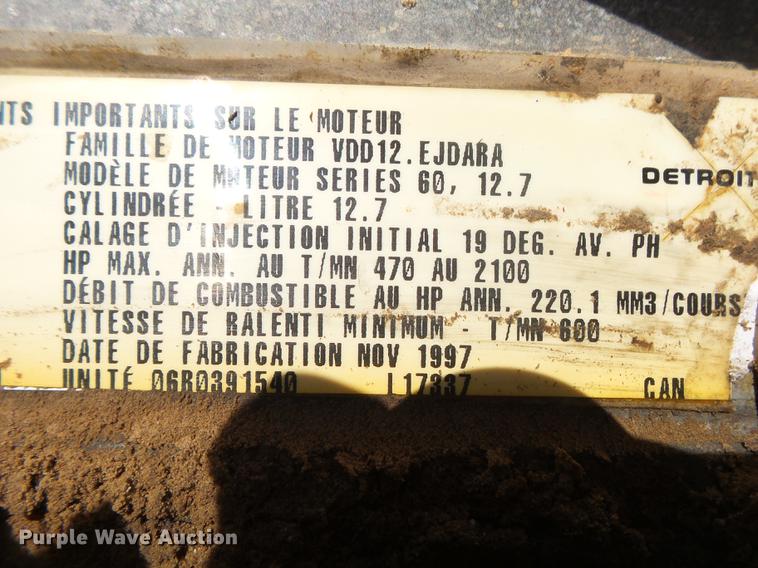 NTS IMPORTANTS SUR LE MOTEUR
FAMILLE DE MOTEUR VDD12.EJDARA
MODÈLE DE MOTEUR SERIES 60, 12.7
DETROIT
CYLINDRÉE - LITRE 12.7
CALAGE D'INJECTION INITIAL 19 DEG. AV. PH
HP MAX. ANN. AU T/MN 470 AU 2100
DÉBIT DE COMBUSTIBLE AU HP ANN. 220.1 MM3/COURS
VITESSE DE RALENTI MINIMUM - T/MN 600
DATE DE FABRICATION NOV 1997
UNITÉ 06R0391540 L17337 CAN
Purple Wave Auction